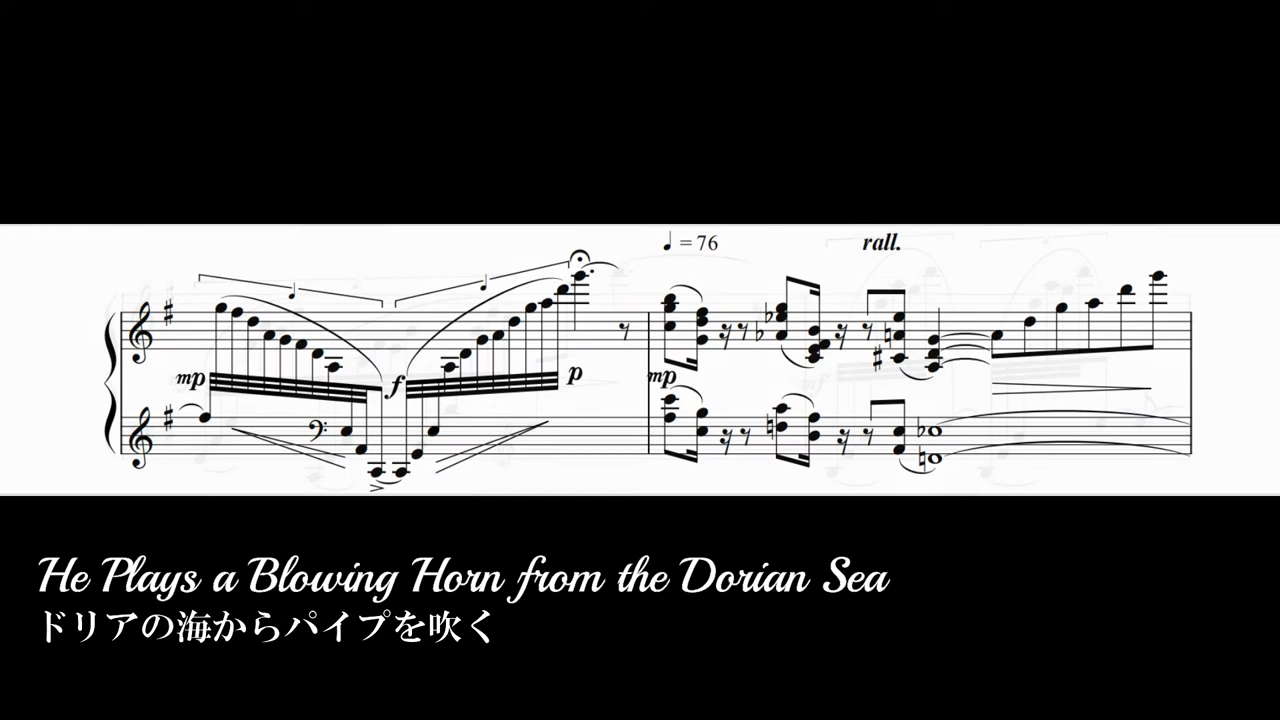 ♩ = 76 rall.
mp f p mp
He Plays a Blowing Horn from the Dorian Sea
ドリアの海からパイプを吹く